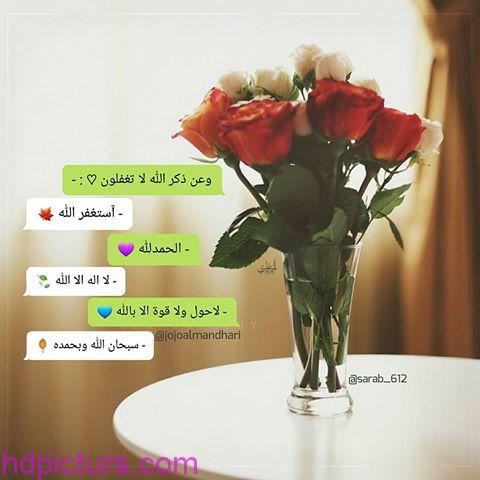 وعن ذكر الله لا تغفلون ♡ : -
- آستغفر الله 🍁
- الحمدلله 💜
- لا اله الا الله 🍃
- لاحول ولا قوة الا بالله 💙
@jojoalmandhari
- سبحان الله وبحمده 🍂
@sarab_612
hdpicturs.com